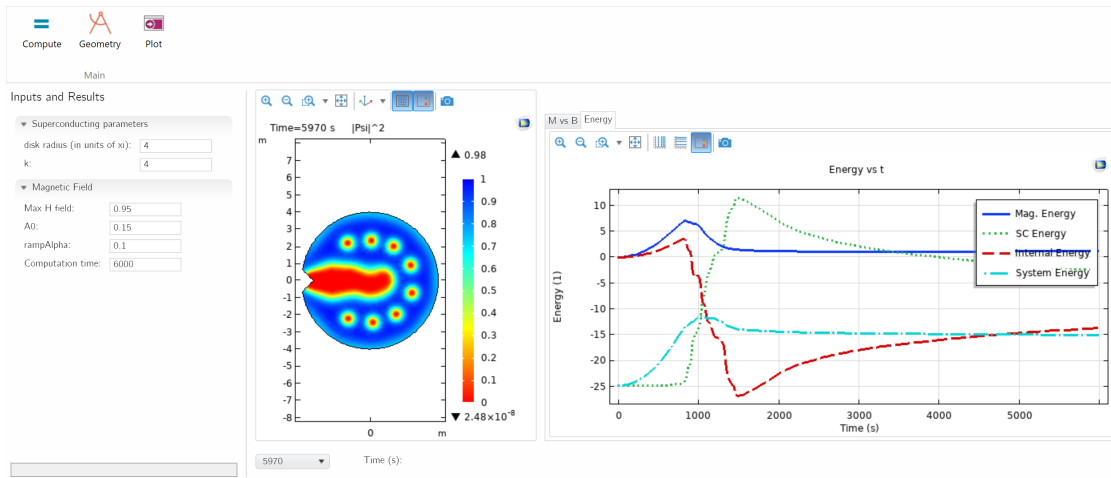 Compute Geometry Plot
Main
Inputs and Results
Superconducting parameters
disk radius (in units of xi): 4
k: 4
Magnetic Field
Max H field: 0.95
A0: 0.15
rampAlpha: 0.1
Computation time: 6000
Time=5970 s |Psi|^2
m
7
6
5
4
3
2
1
0
-1
-2
-3
-4
-5
-6
-7
-8
0 m
0.98
1
0.9
0.8
0.7
0.6
0.5
0.4
0.3
0.2
0.1
0
2.48×10⁻⁸
5970 Time (s):
M vs B Energy
Energy vs t
Energy (1)
10
5
0
-5
-10
-15
-20
-25
Mag. Energy
SC Energy
Internal Energy
System Energy
0 1000 2000 3000 4000 5000
Time (s)